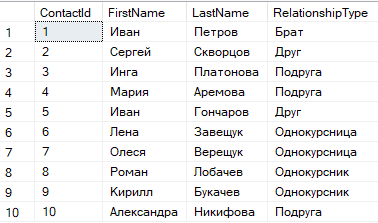 ContactId FirstName LastName RelationshipType
1 1 Иван Петров Брат
2 2 Сергей Скворцов Друг
3 3 Инга Платонова Подруга
4 4 Мария Аремова Подруга
5 5 Иван Гончаров Друг
6 6 Лена Завещук Однокурсница
7 7 Олеся Верещук Однокурсница
8 8 Роман Лобачев Однокурсник
9 9 Кирилл Букачев Однокурсник
10 10 Александра Никифова Подруга